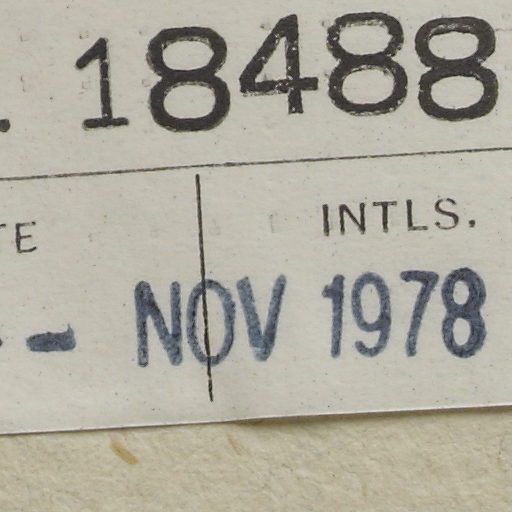 . 18488
TE INTLS.
- NOV 1978